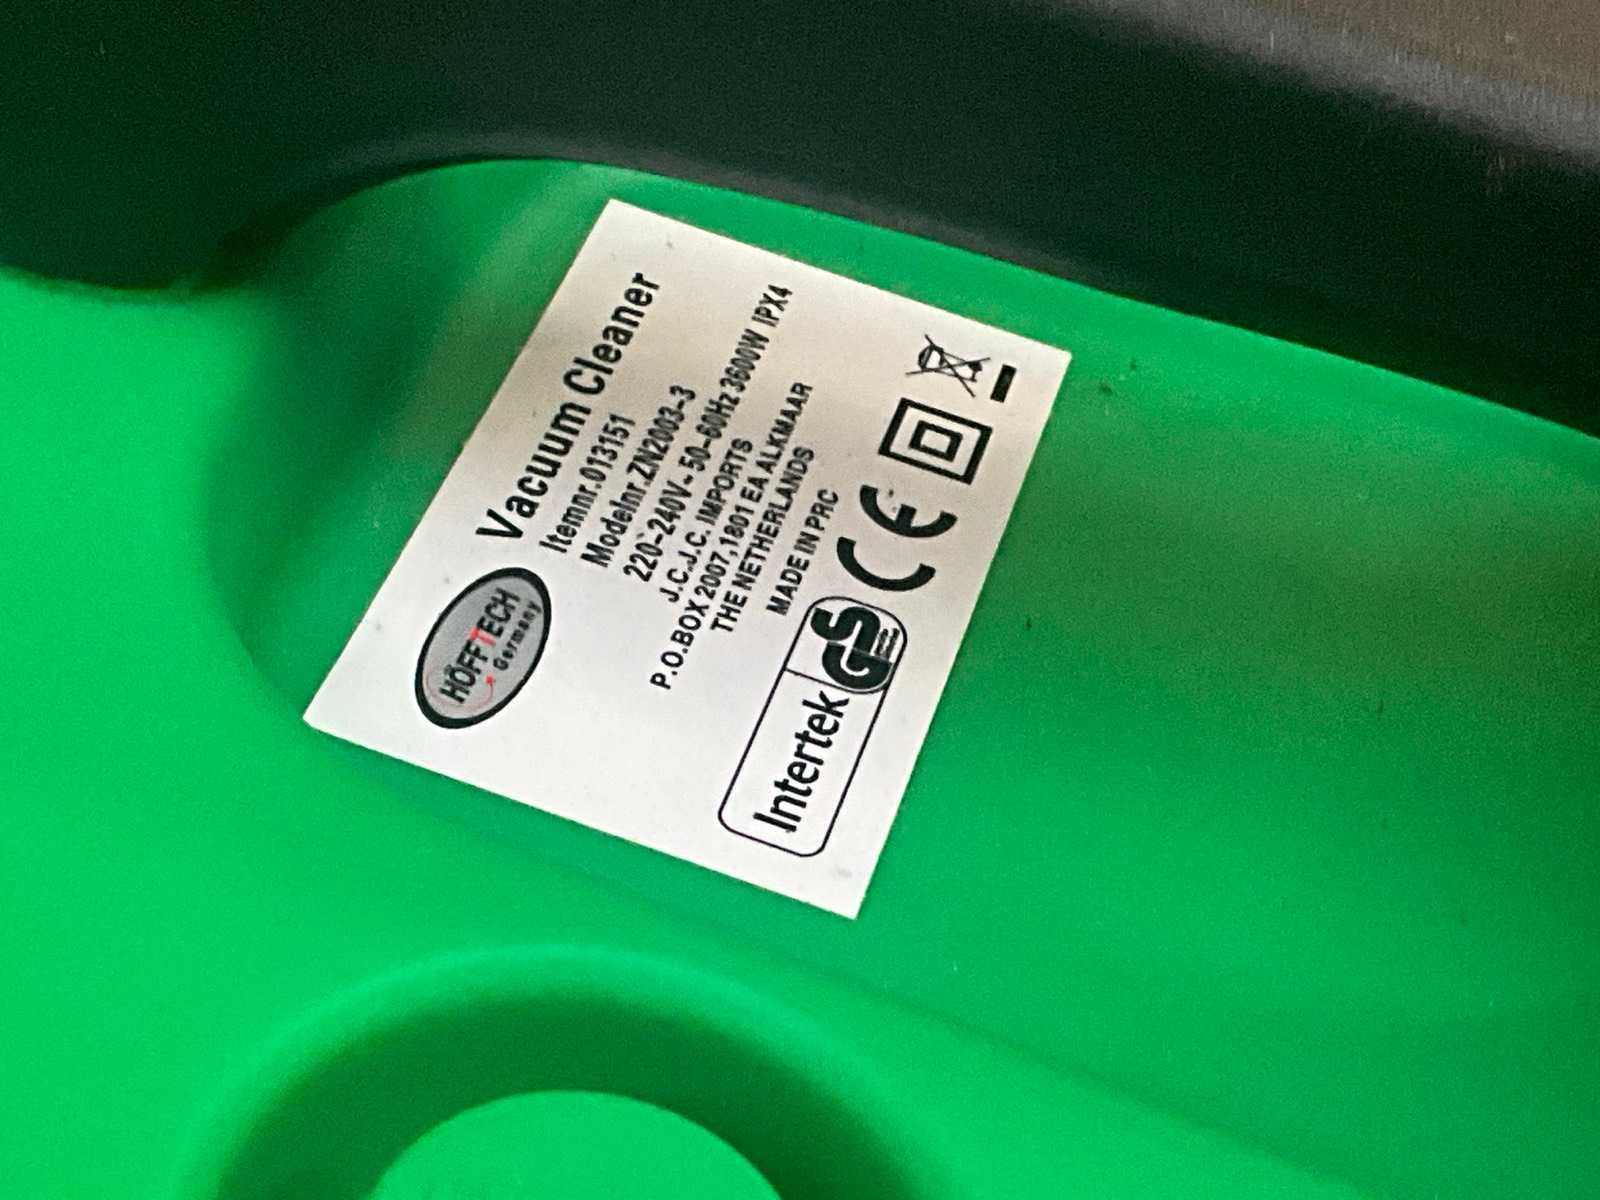 HÖFFTECH
Germany
Vacuum Cleaner
Itemnr.013151
Modelnr.ZN2003-3
220-240V~50-60Hz 3600W IPX4
J.C.J.C. IMPORTS
P.O.BOX 2007,1801 EA ALKMAAR
THE NETHERLANDS
MADE IN PRC
Intertek
GS
CE